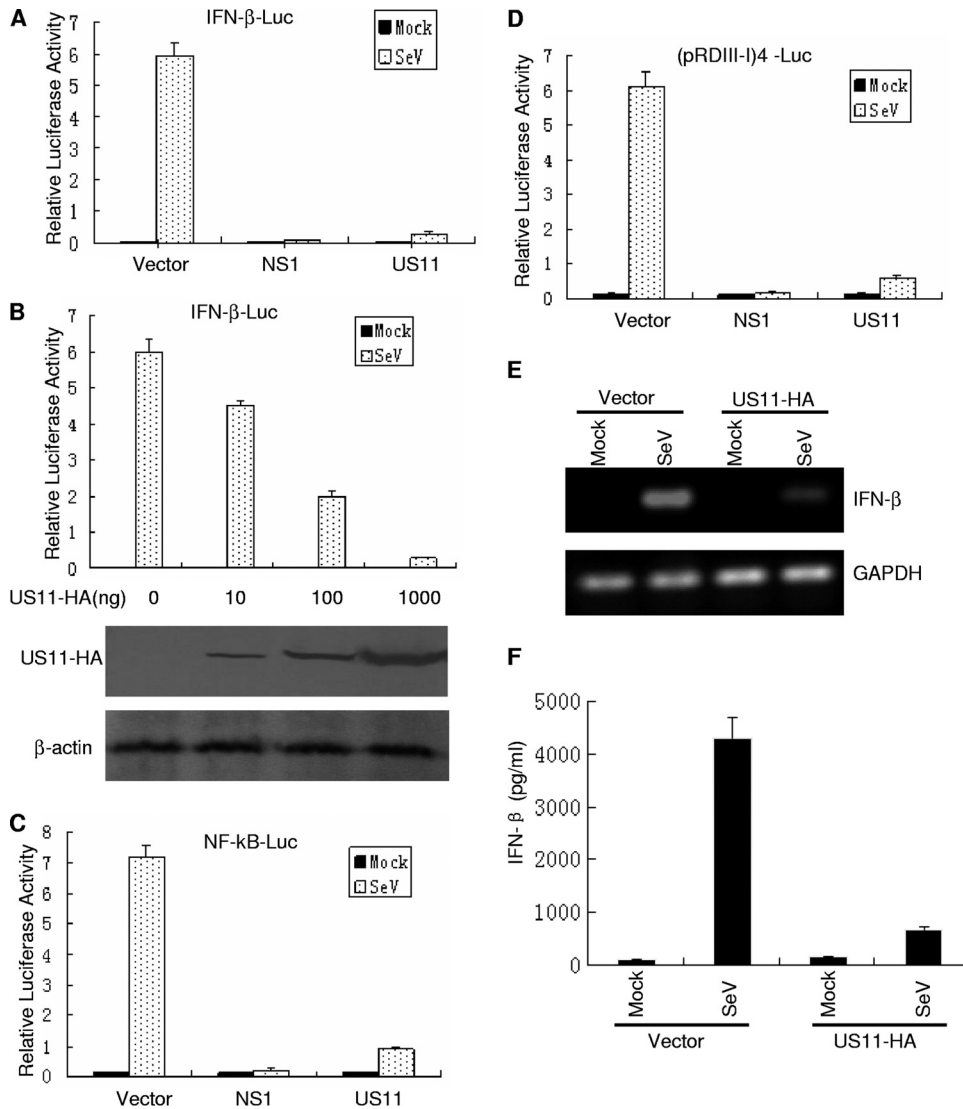 A
IFN-β-Luc
Relative Luciferase Activity
7
6
5
4
3
2
1
0
Mock
SeV
Vector NS1 US11
B
IFN-β-Luc
Relative Luciferase Activity
7
6
5
4
3
2
1
0
Mock
SeV
US11-HA(ng) 0 10 100 1000
US11-HA
β-actin
C
NF-kB-Luc
Relative Luciferase Activity
8
7
6
5
4
3
2
1
0
Mock
SeV
Vector NS1 US11
D
(pRDIII-I)4 -Luc
Relative Luciferase Activity
7
6
5
4
3
2
1
0
Mock
SeV
Vector NS1 US11
E
Vector US11-HA
Mock SeV Mock SeV
IFN-β
GAPDH
F
IFN- β (pg/ml)
5000
4000
3000
2000
1000
0
Mock SeV Mock SeV
Vector US11-HA